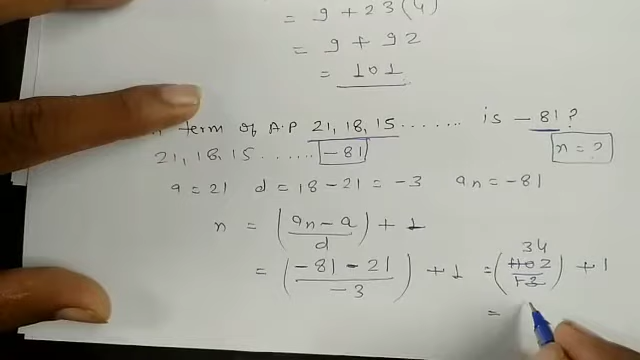 = 9 + 23 (4)
= 9 + 92
= 101
term of A.P 21, 18, 15 ....... is - 81 ?
21, 18, 15 ...... -81
n = ?
a = 21 d = 18 - 21 = -3 an = -81
n = (an - a / d) + 1
= (-81 - 21 / -3) + 1 = (102 / +3) + 1
34
=